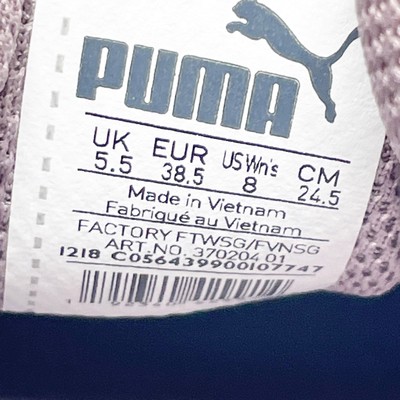 PUMA
UK EUR US Wn's CM
5.5 38.5 8 24.5
Made in Vietnam
Fabriqué au Vietnam
FACTORY FTWSG/FVNSG
ART.NO. 370204 01
1218 C0564399900107747